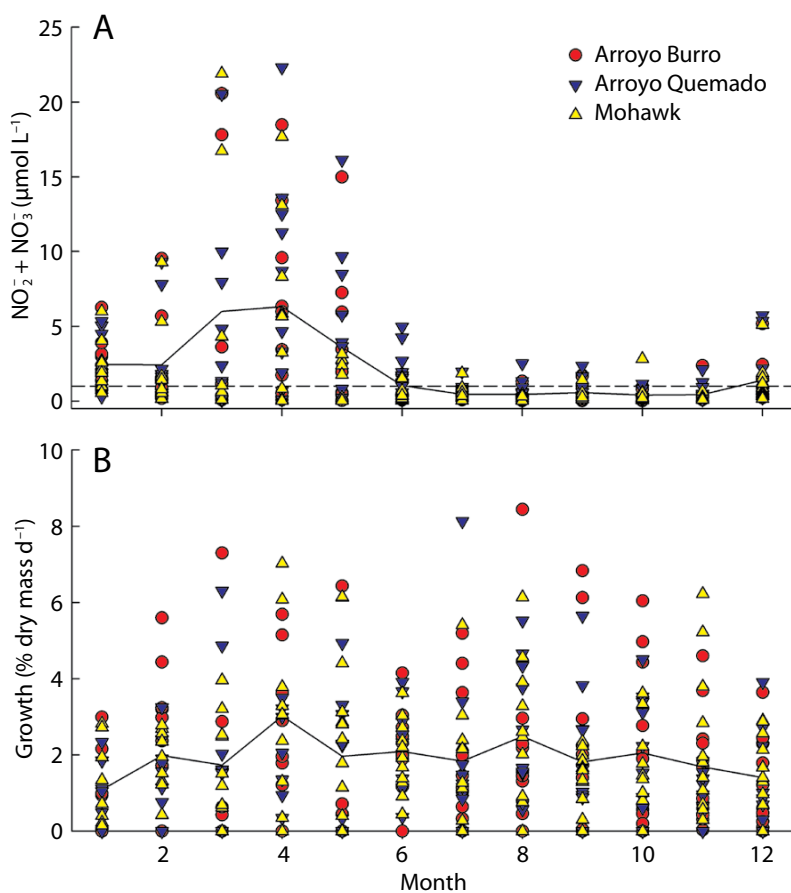 A
Arroyo Burro
Arroyo Quemado
Mohawk
NO₂⁻ + NO₃⁻ (µmol L⁻¹)
25
20
15
10
5
0
B
Growth (% dry mass d⁻¹)
10
8
6
4
2
0
2 4 6 8 10 12
Month